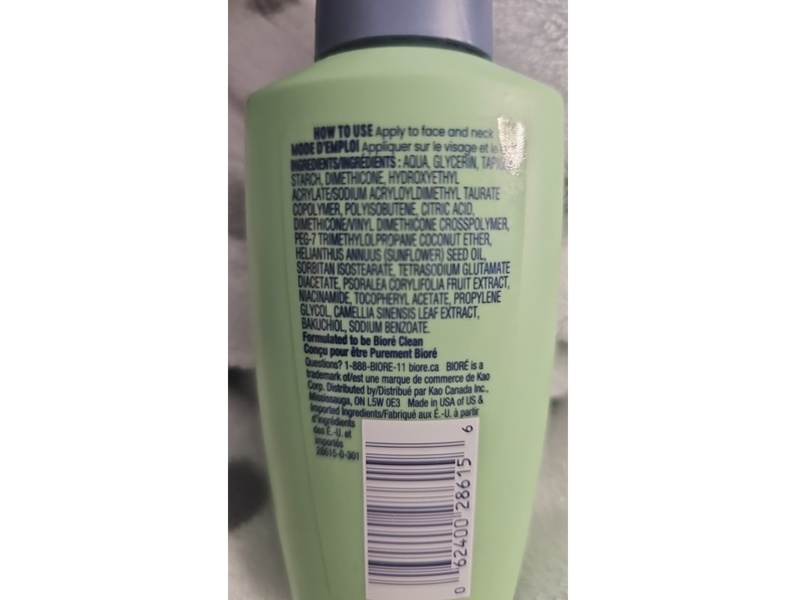 HOW TO USE Apply to face and neck
MODE D'EMPLOI Appliquer sur le visage et le
INGREDIENTS/INGRÉDIENTS : AQUA, GLYCERIN,
STARCH, DIMETHICONE, HYDROXYETHYL
ACRYLATE/SODIUM ACRYLOYLDIMETHYL TAURATE
COPOLYMER, POLYISOBUTENE, CITRIC ACID,
DIMETHICONE/VINYL DIMETHICONE CROSSPOLYMER,
PEG-7 TRIMETHYLOLPROPANE COCONUT ETHER,
HELIANTHUS ANNUUS (SUNFLOWER) SEED OIL,
SORBITAN ISOSTEARATE, TETRASODIUM GLUTAMATE
DIACETATE, PSORALEA CORYLIFOLIA FRUIT EXTRACT,
NIACINAMIDE, TOCOPHERYL ACETATE, PROPYLENE
GLYCOL, CAMELLIA SINENSIS LEAF EXTRACT,
BAKUCHIOL, SODIUM BENZOATE.
Formulated to be Bioré Clean
Conçu pour être Purement Bioré
Questions? 1-888-BIORE-11 biore.ca BIORÉ is a
trademark of/est une marque de commerce de Kao
Corp. Distributed by/Distribué par Kao Canada Inc.,
Mississauga, ON L5W 0E3 Made in USA of US &
imported ingredients/Fabriqué aux É.-U. à partir
d'ingrédients
des É.-U. et
importés
28615-0-301
0 62400 28615 6